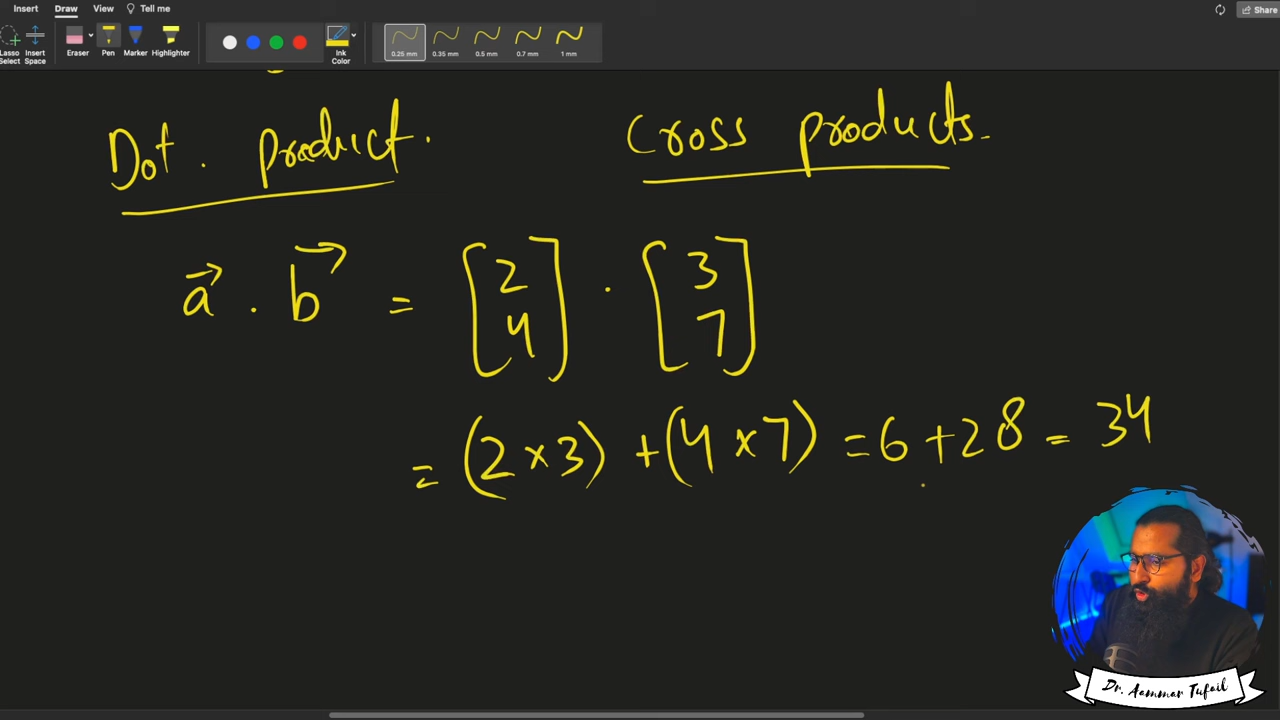 Insert Draw View Tell me
Share
Lasso Select
Insert Space
Eraser
Pen
Marker
Highlighter
Ink Color
0.25 mm 0.35 mm 0.5 mm 0.7 mm 1 mm
Dot. product. Cross products.
a⃗ . b⃗ = [2 4] . [3 7]
= (2 × 3) + (4 × 7) = 6 + 28 = 34
Dr. Aammar Tufail